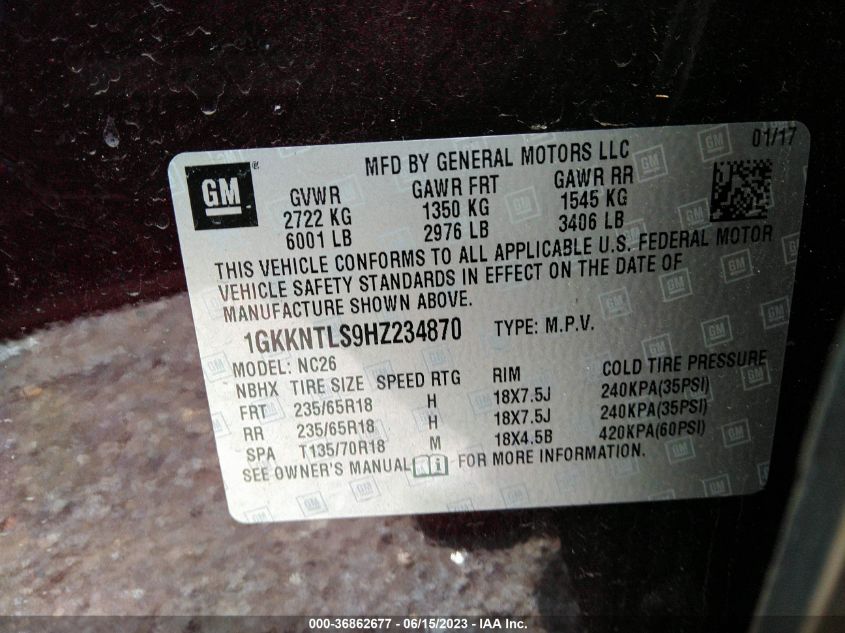 01/17
MFD BY GENERAL MOTORS LLC
GM
GVWR GAWR FRT GAWR RR
2722 KG 1350 KG 1545 KG
6001 LB 2976 LB 3406 LB
THIS VEHICLE CONFORMS TO ALL APPLICABLE U.S. FEDERAL MOTOR
VEHICLE SAFETY STANDARDS IN EFFECT ON THE DATE OF
MANUFACTURE SHOWN ABOVE.
1GKKNTLS9HZ234870 TYPE: M.P.V.
MODEL: NC26
NBHX TIRE SIZE SPEED RTG RIM COLD TIRE PRESSURE
FRT 235/65R18 H 18X7.5J 240KPA(35PSI)
RR 235/65R18 H 18X7.5J 240KPA(35PSI)
SPA T135/70R18 M 18X4.5B 420KPA(60PSI)
SEE OWNER'S MANUAL i FOR MORE INFORMATION.
000-36862677 - 06/15/2023 - IAA Inc.